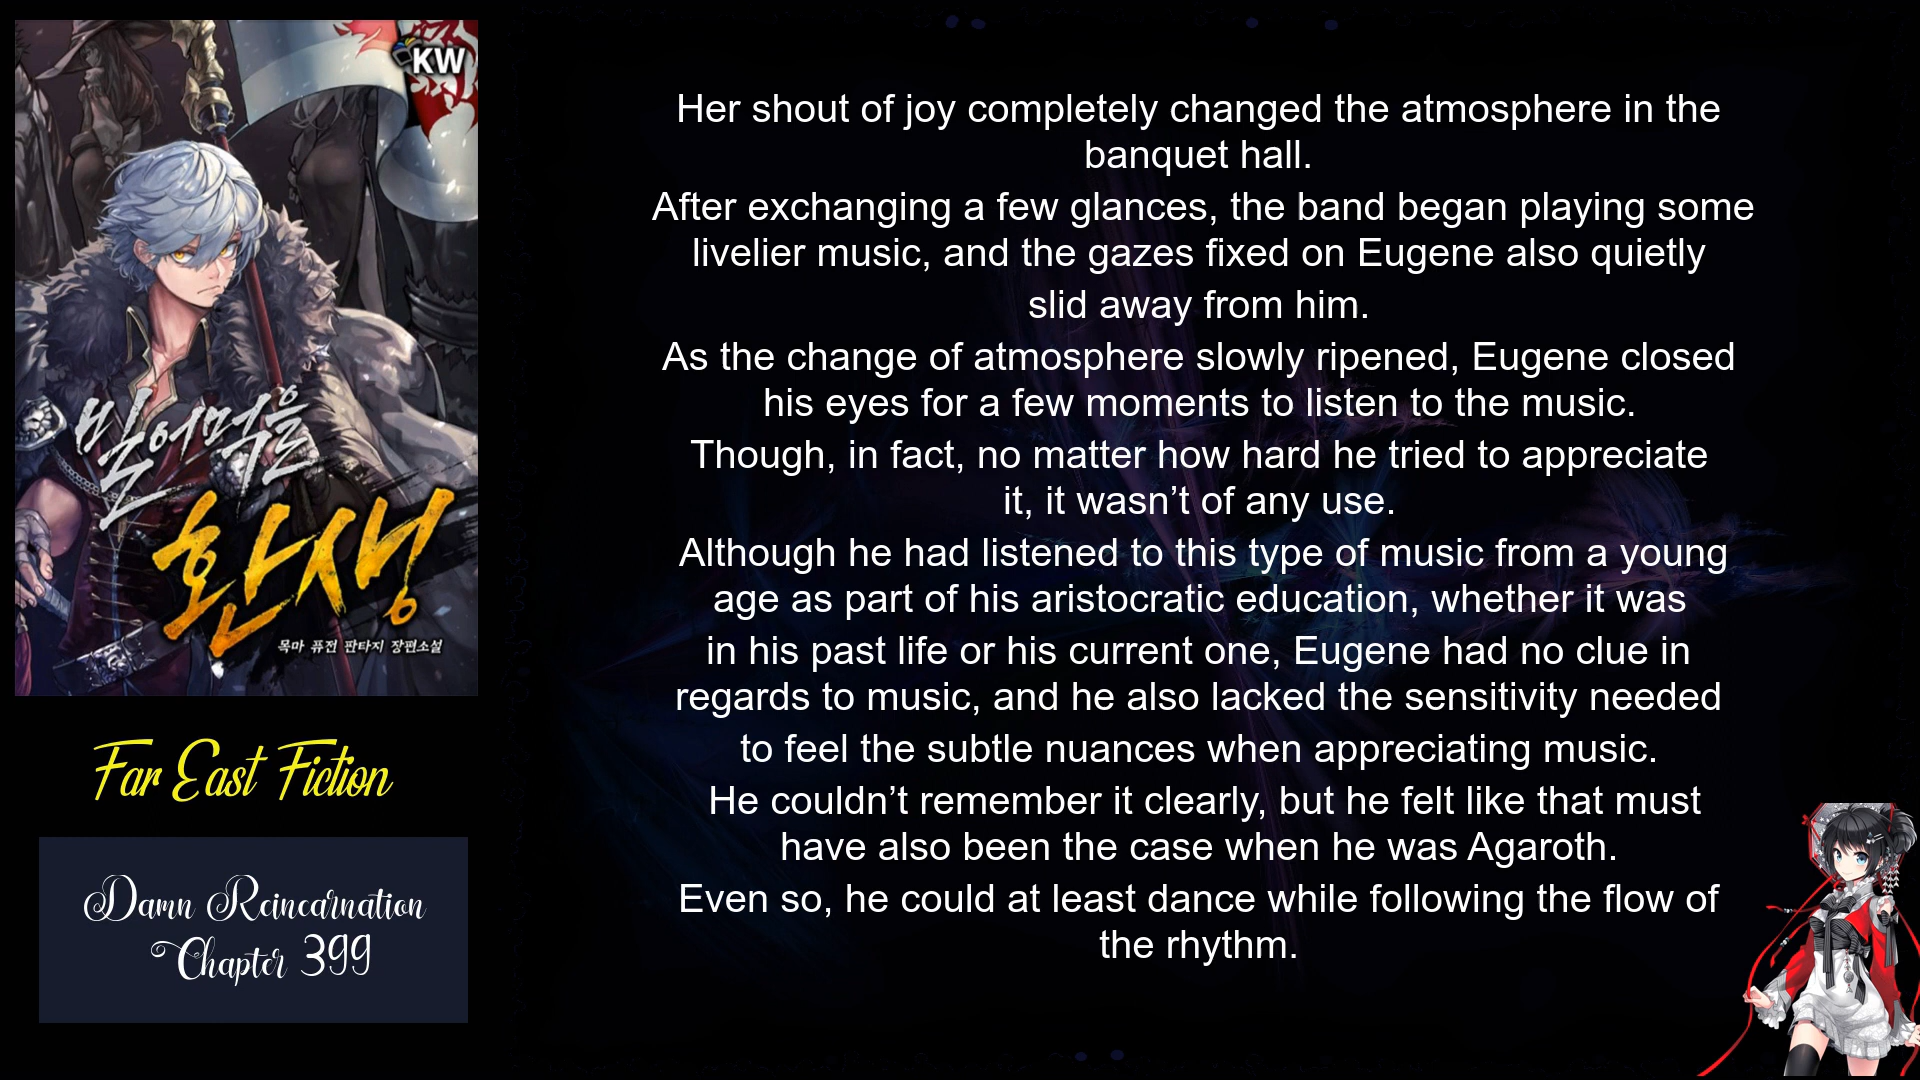 KW
빌어먹을
환생
목마 퓨전 판타지 장편소설
Far East Fiction
Damn Reincarnation
Chapter 399
Her shout of joy completely changed the atmosphere in the
banquet hall.
After exchanging a few glances, the band began playing some
livelier music, and the gazes fixed on Eugene also quietly
slid away from him.
As the change of atmosphere slowly ripened, Eugene closed
his eyes for a few moments to listen to the music.
Though, in fact, no matter how hard he tried to appreciate
it, it wasn’t of any use.
Although he had listened to this type of music from a young
age as part of his aristocratic education, whether it was
in his past life or his current one, Eugene had no clue in
regards to music, and he also lacked the sensitivity needed
to feel the subtle nuances when appreciating music.
He couldn’t remember it clearly, but he felt like that must
have also been the case when he was Agaroth.
Even so, he could at least dance while following the flow of
the rhythm.